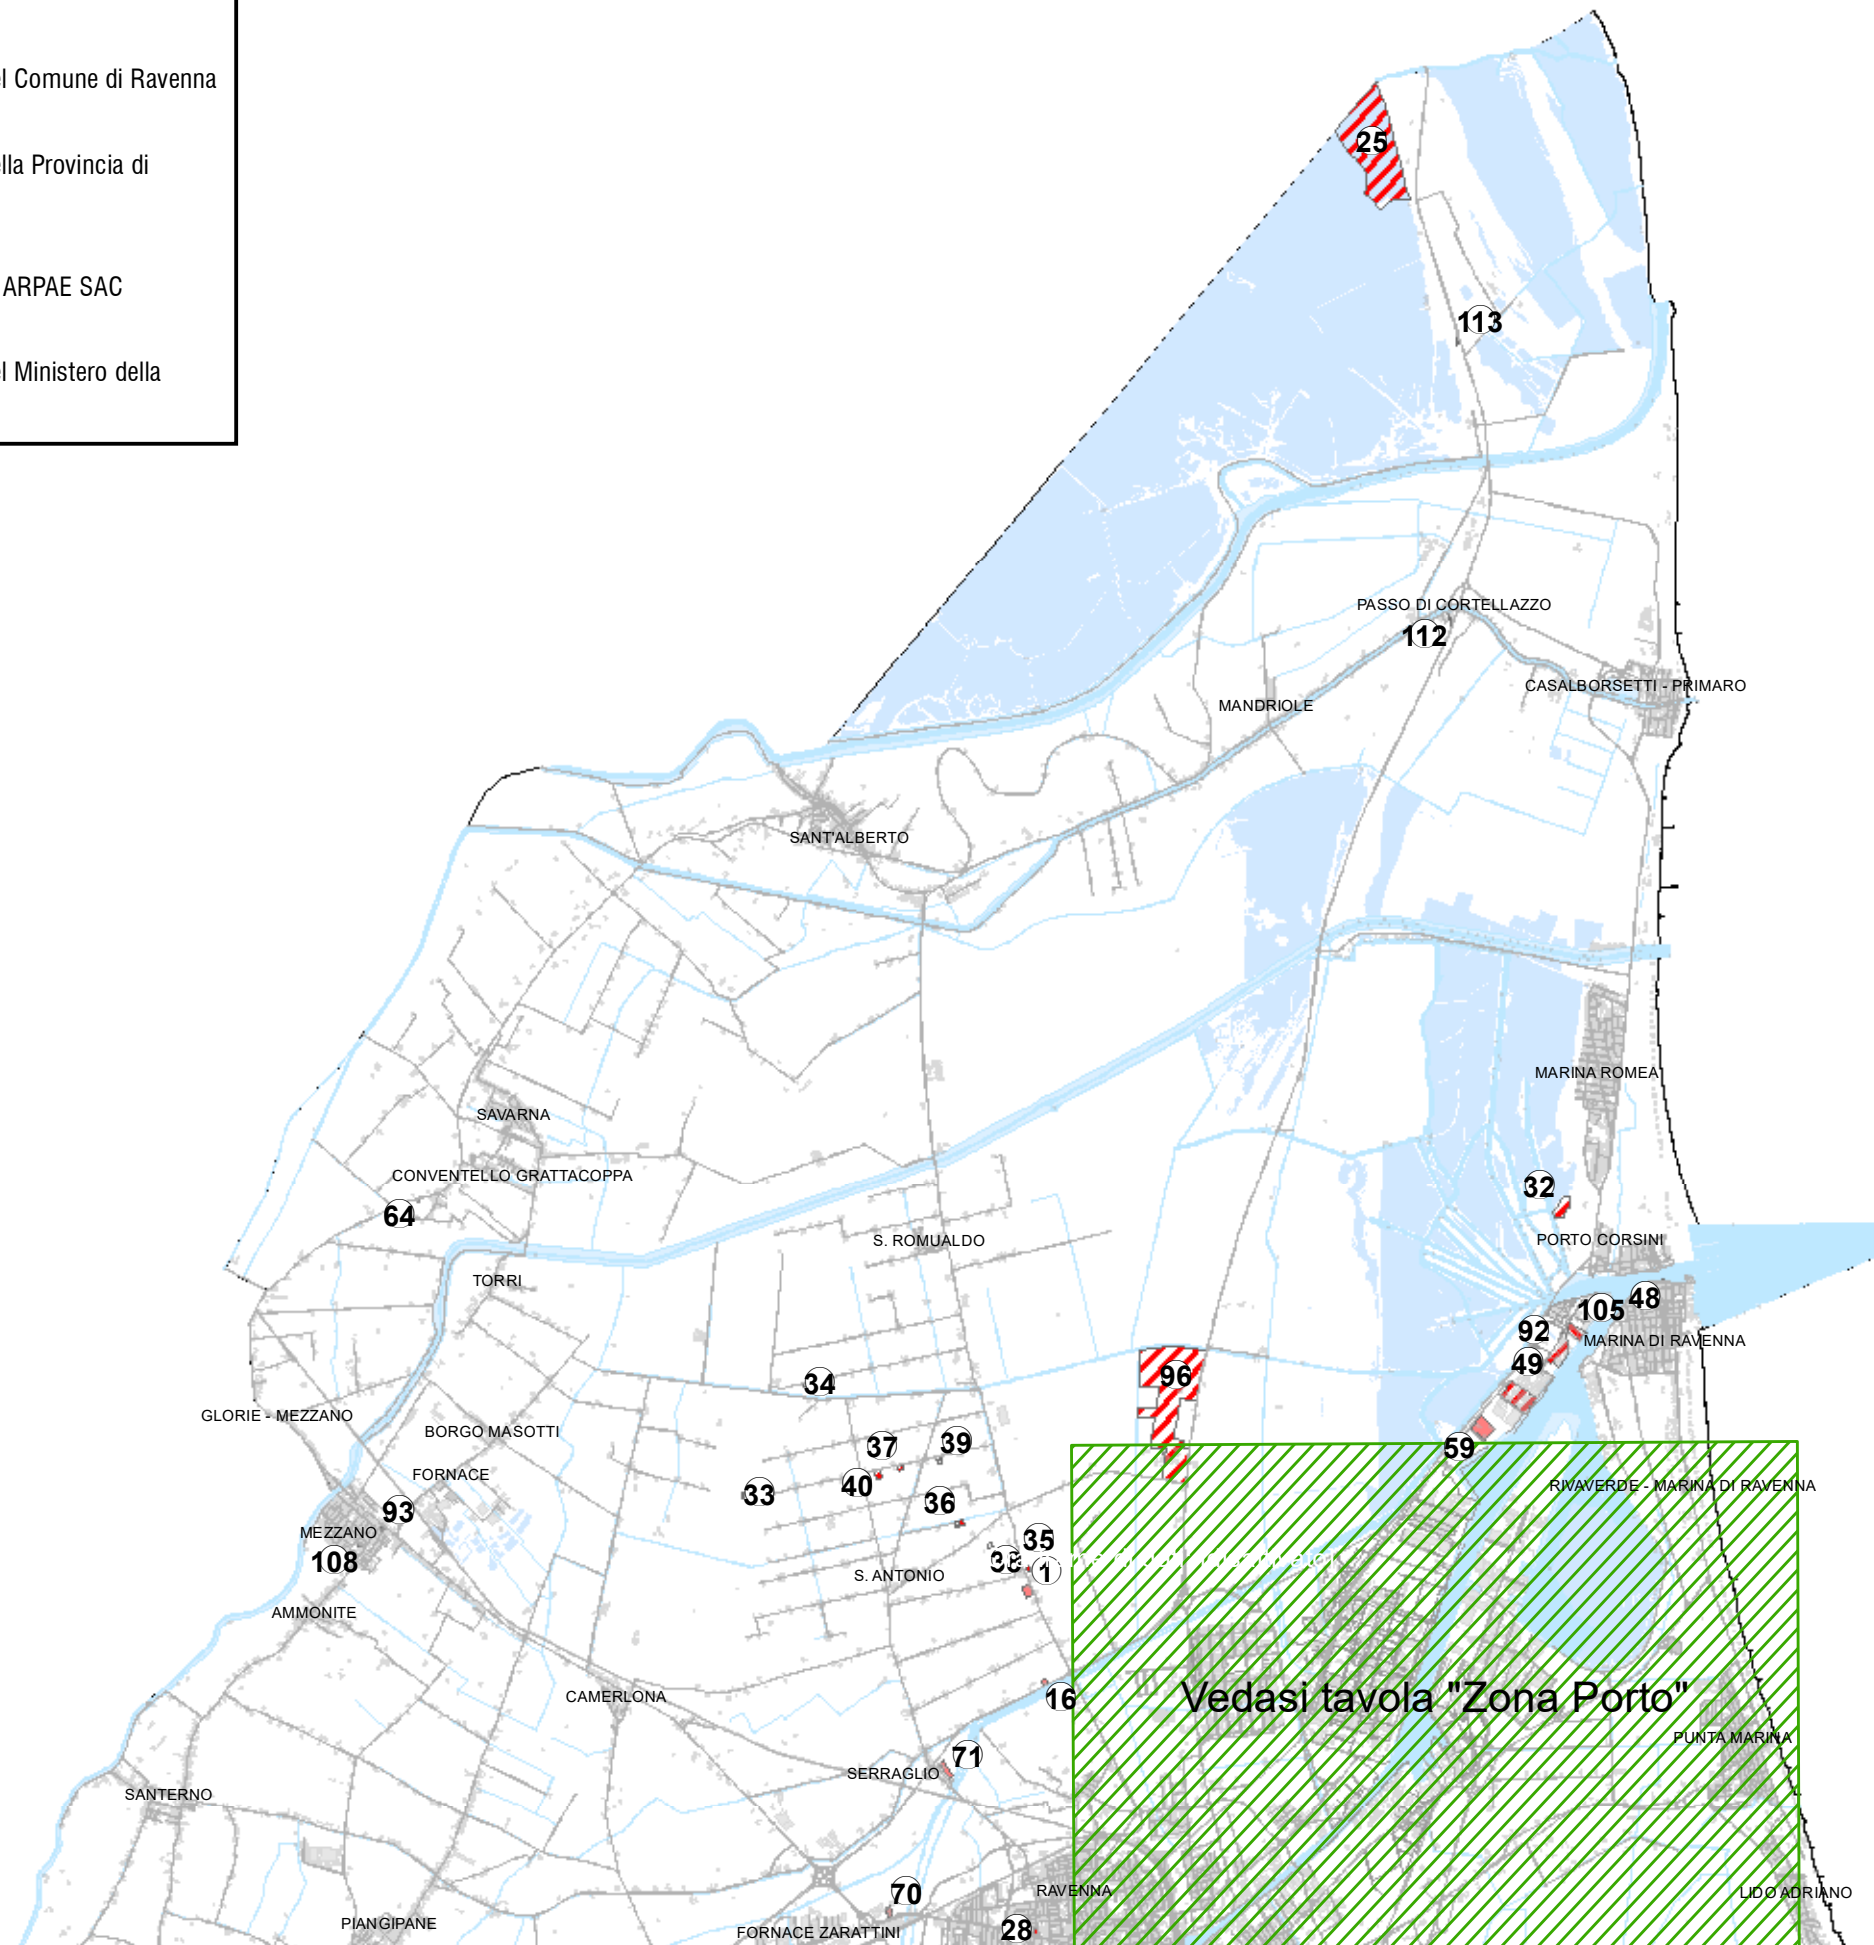 el Comune di Ravenna
ella Provincia di
ARPAE SAC
el Ministero della
25
113
PASSO DI CORTELLAZZO
112
CASALBORSETTI - PRIMARO
MANDRIOLE
SANT'ALBERTO
MARINA ROMEA
SAVARNA
CONVENTELLO GRATTACOPPA
64
32
S. ROMUALDO
PORTO CORSINI
TORRI
48
105
92
MARINA DI RAVENNA
49
96
34
GLORIE - MEZZANO
BORGO MASOTTI
37
39
59
FORNACE
40
33
36
RIVAVERDE - MARINA DI RAVENNA
93
MEZZANO
35
108
38
1
S. ANTONIO
AMMONITE
CAMERLONA
16
Vedasi tavola "Zona Porto"
PUNTA MARINA
71
SERRAGLIO
SANTERNO
70
RAVENNA
LIDO ADRIANO
PIANGIPANE
FORNACE ZARATTINI
28